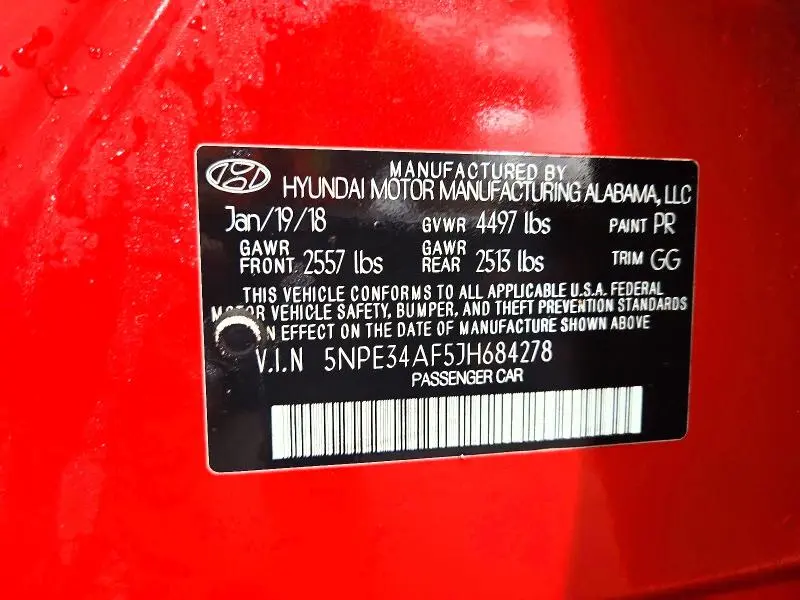 MANUFACTURED BY
HYUNDAI MOTOR MANUFACTURING ALABAMA, LLC
Jan/19/18 GVWR 4497 lbs PAINT PR
GAWR FRONT 2557 lbs GAWR REAR 2513 lbs TRIM GG
THIS VEHICLE CONFORMS TO ALL APPLICABLE U.S.A. FEDERAL
MOTOR VEHICLE SAFETY, BUMPER, AND THEFT PREVENTION STANDARDS
N EFFECT ON THE DATE OF MANUFACTURE SHOWN ABOVE
V.I.N 5NPE34AF5JH684278
PASSENGER CAR